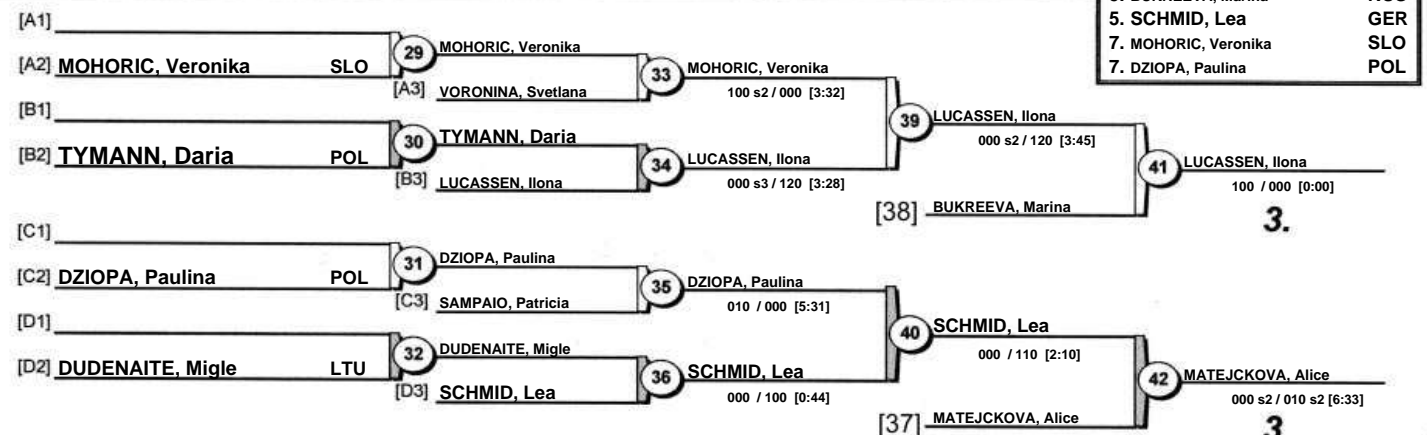 5. SCHMID, Lea GER
7. MOHORIC, Veronika SLO
7. DZIOPA, Paulina POL
[A1]
[A2] MOHORIC, Veronika SLO
29
MOHORIC, Veronika
[A3] VORONINA, Svetlana
33
MOHORIC, Veronika
100 s2 / 000 [3:32]
[B1]
[B2] TYMANN, Daria POL
30
TYMANN, Daria
[B3] LUCASSEN, Ilona
34
LUCASSEN, Ilona
000 s3 / 120 [3:28]
39
LUCASSEN, Ilona
000 s2 / 120 [3:45]
[38] BUKREEVA, Marina
41
LUCASSEN, Ilona
100 / 000 [0:00]
3.
[C1]
[C2] DZIOPA, Paulina POL
31
DZIOPA, Paulina
[C3] SAMPAIO, Patricia
35
DZIOPA, Paulina
010 / 000 [5:31]
[D1]
[D2] DUDENAITE, Migle LTU
32
DUDENAITE, Migle
[D3] SCHMID, Lea
36
SCHMID, Lea
000 / 100 [0:44]
40
SCHMID, Lea
000 / 110 [2:10]
[37] MATEJCKOVA, Alice
42
MATEJCKOVA, Alice
000 s2 / 010 s2 [6:33]
3